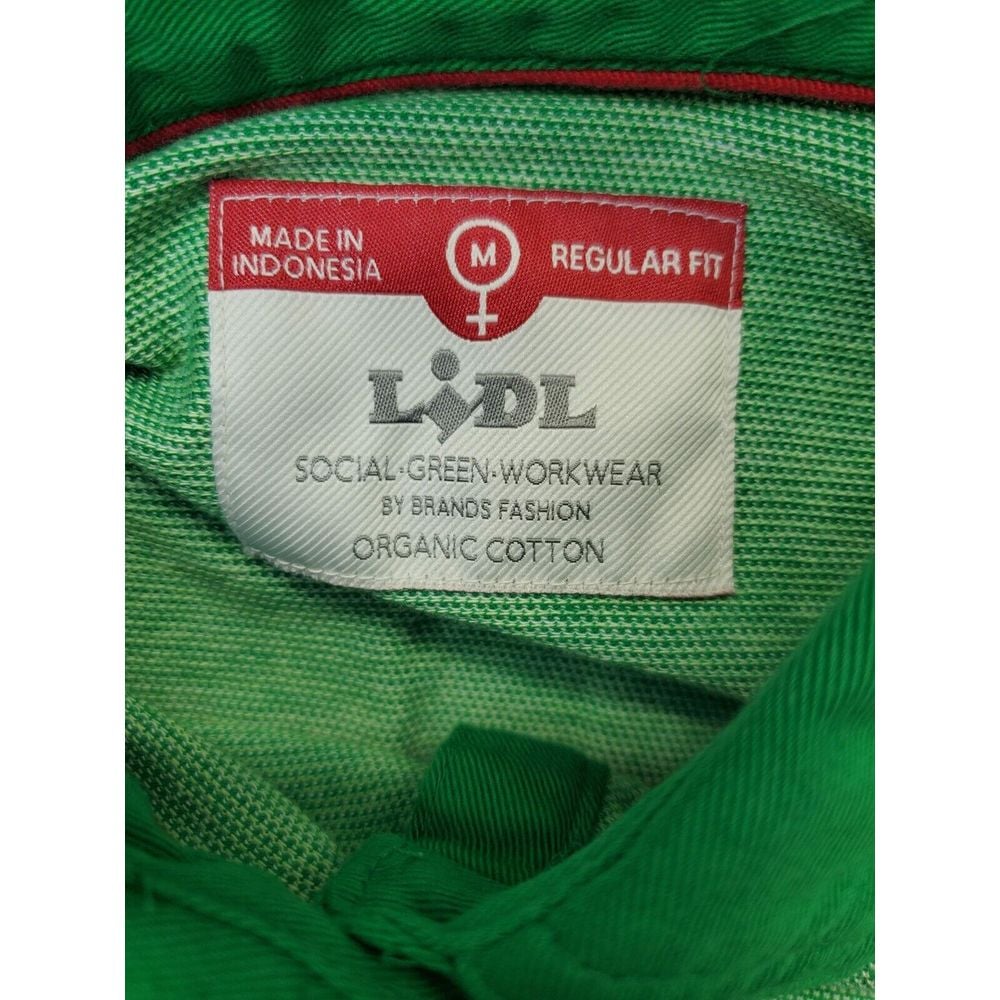 MADE IN
INDONESIA
M
REGULAR FIT
LiDL
SOCIAL-GREEN-WORKWEAR
BY BRANDS FASHION
ORGANIC COTTON